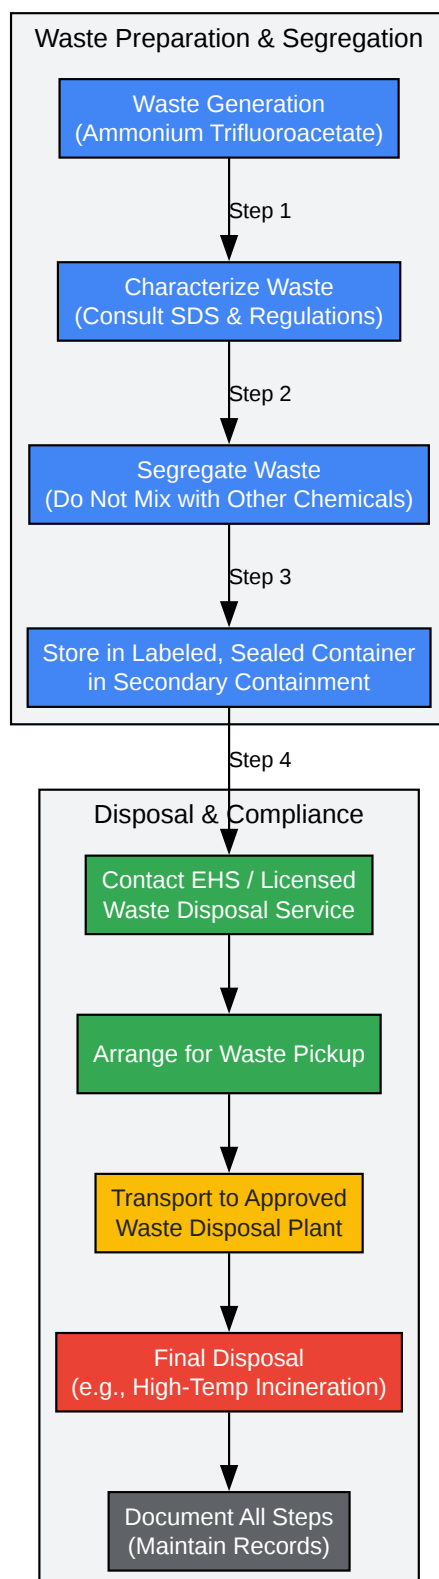 Waste Preparation & Segregation
Waste Generation
(Ammonium Trifluoroacetate)
Step 1
Characterize Waste
(Consult SDS & Regulations)
Step 2
Segregate Waste
(Do Not Mix with Other Chemicals)
Step 3
Store in Labeled, Sealed Container
in Secondary Containment
Step 4
Disposal & Compliance
Contact EHS / Licensed
Waste Disposal Service
Arrange for Waste Pickup
Transport to Approved
Waste Disposal Plant
Final Disposal
(e.g., High-Temp Incineration)
Document All Steps
(Maintain Records)